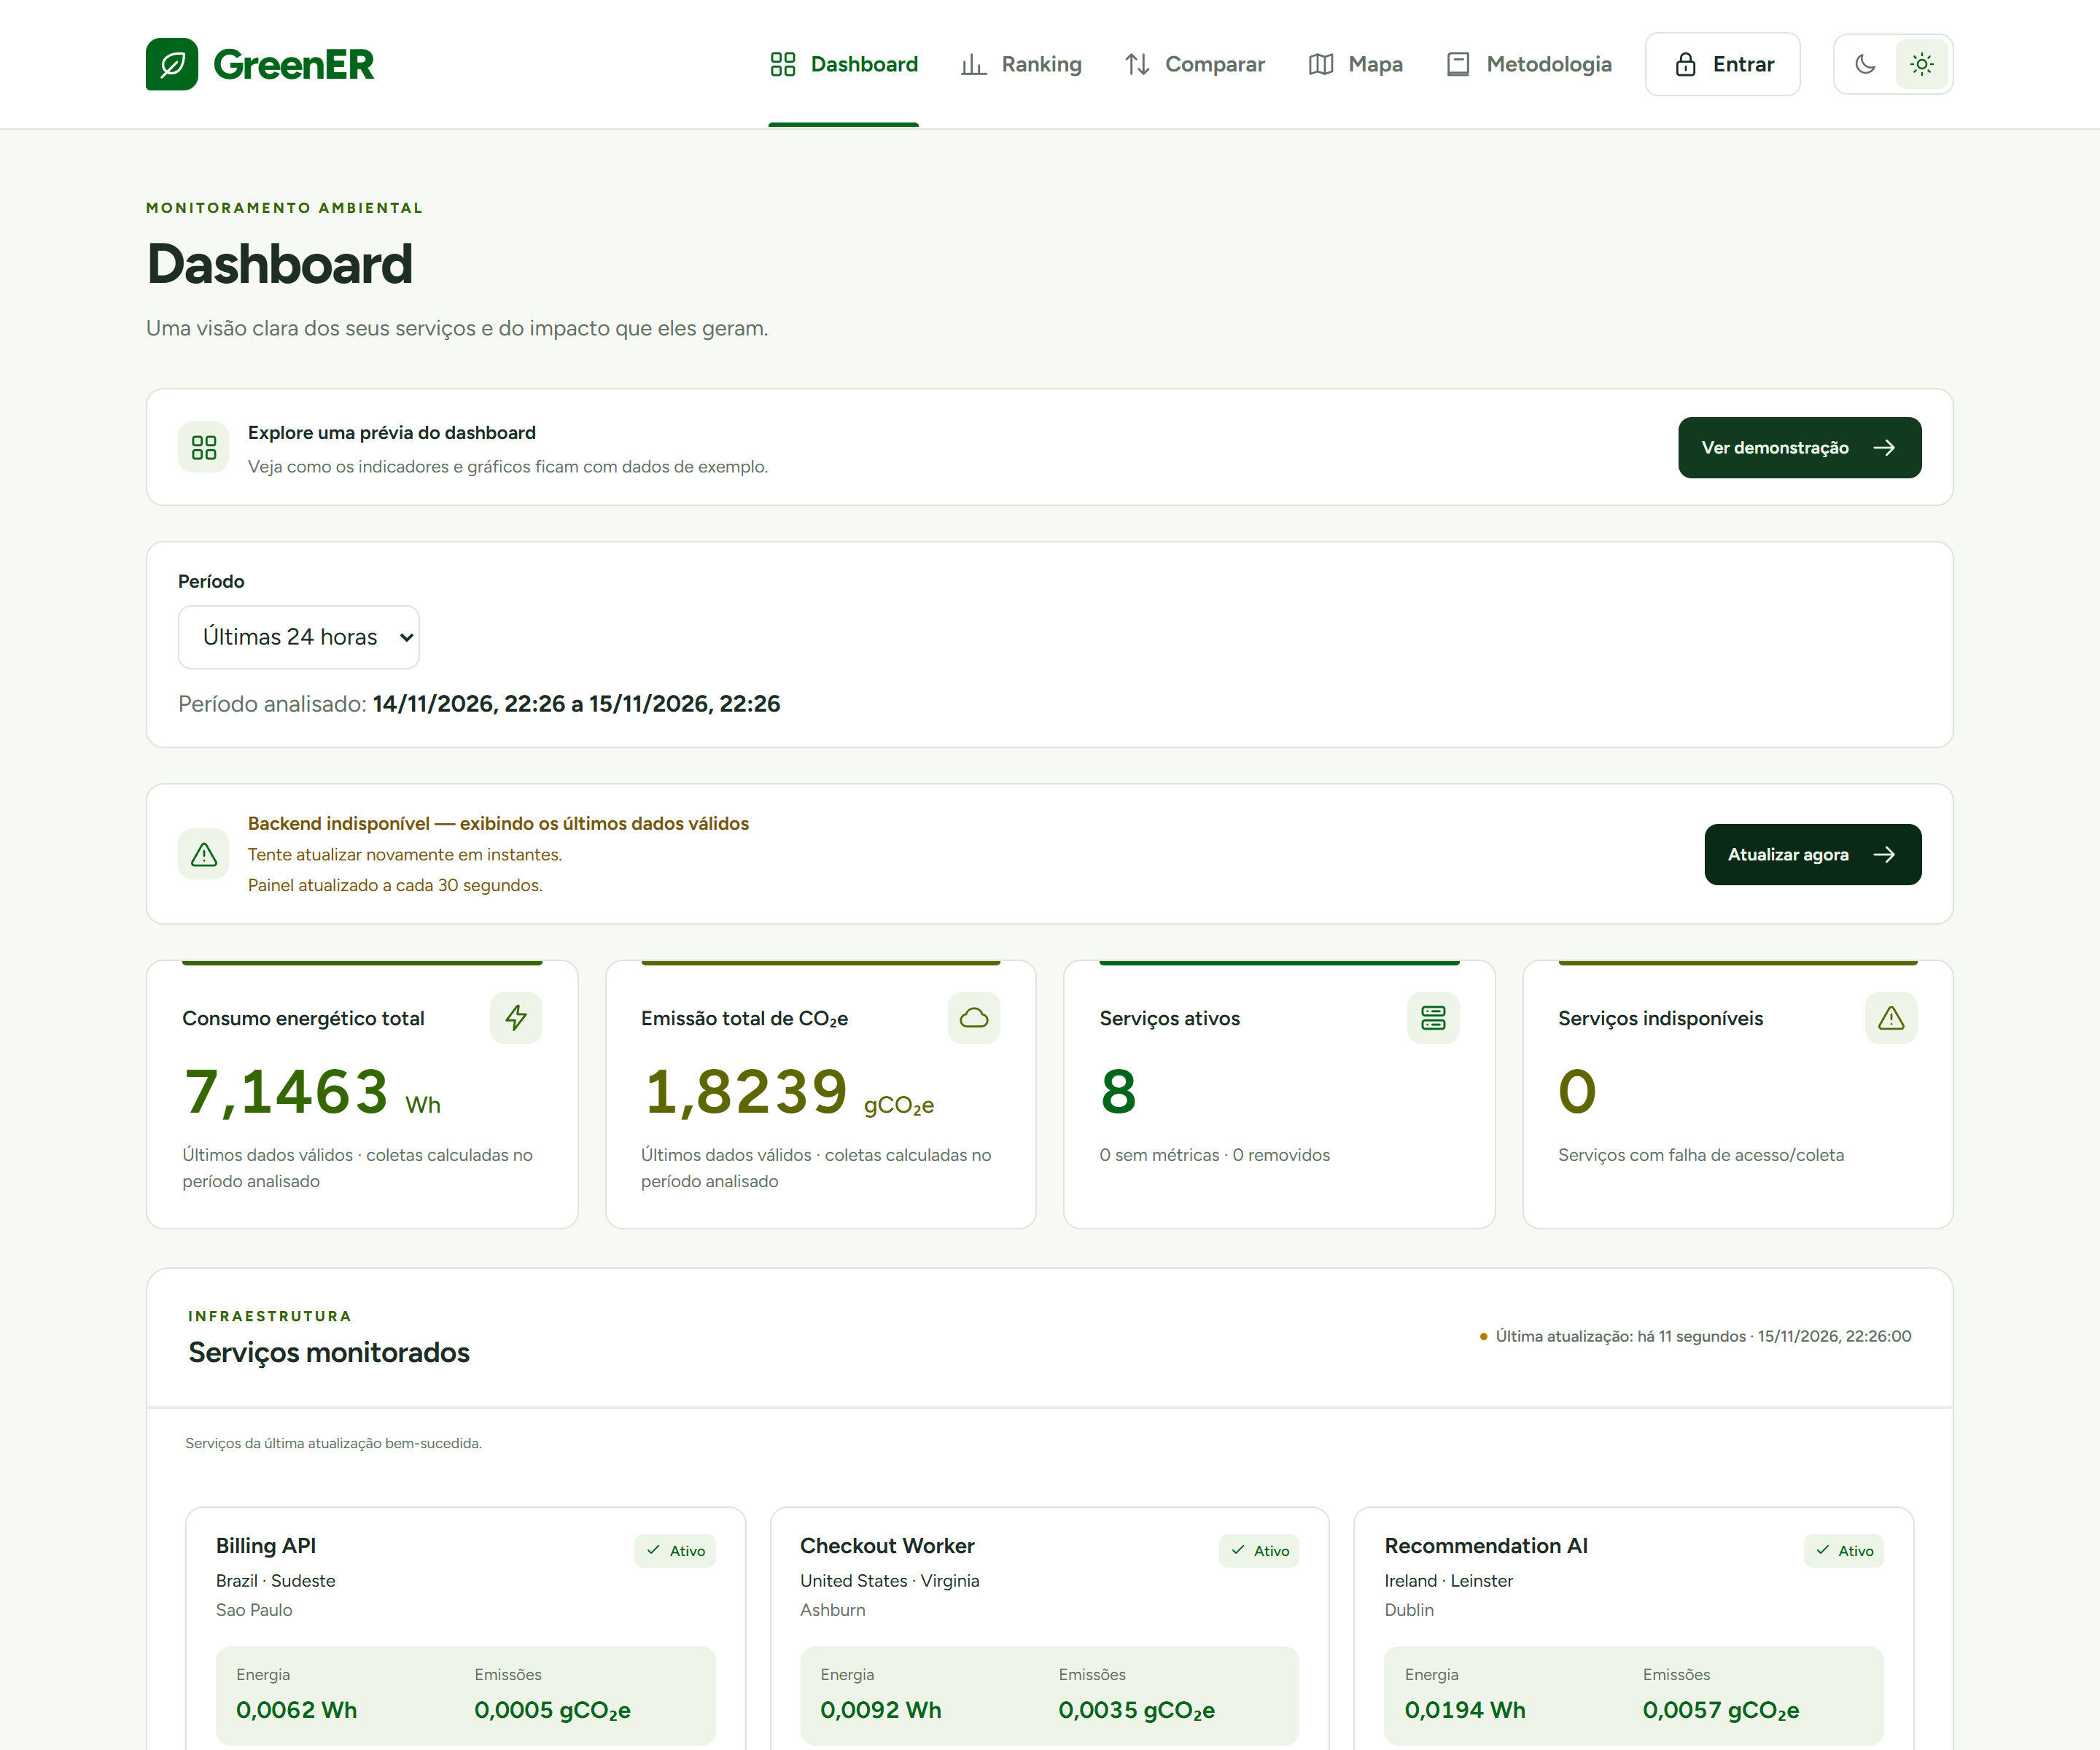 GreenER
Dashboard
Ranking
Comparar
Mapa
Metodologia
Entrar
MONITORAMENTO AMBIENTAL
Dashboard
Uma visão clara dos seus serviços e do impacto que eles geram.
Explore uma prévia do dashboard
Veja como os indicadores e gráficos ficam com dados de exemplo.
Ver demonstração
Período
Últimas 24 horas
Período analisado: 14/11/2026, 22:26 a 15/11/2026, 22:26
Backend indisponível — exibindo os últimos dados válidos
Tente atualizar novamente em instantes.
Painel atualizado a cada 30 segundos.
Atualizar agora
Consumo energético total
7,1463 Wh
Últimos dados válidos · coletas calculadas no
período analisado
Emissão total de CO₂e
1,8239 gCO₂e
Últimos dados válidos · coletas calculadas no
período analisado
Serviços ativos
8
0 sem métricas · 0 removidos
Serviços indisponíveis
0
Serviços com falha de acesso/coleta
INFRAESTRUTURA
Serviços monitorados
Última atualização: há 11 segundos · 15/11/2026, 22:26:00
Serviços da última atualização bem-sucedida.
Billing API
Ativo
Brazil · Sudeste
Sao Paulo
Energia
Emissões
0,0062 Wh
0,0005 gCO₂e
Checkout Worker
Ativo
United States · Virginia
Ashburn
Energia
Emissões
0,0092 Wh
0,0035 gCO₂e
Recommendation AI
Ativo
Ireland · Leinster
Dublin
Energia
Emissões
0,0194 Wh
0,0057 gCO₂e